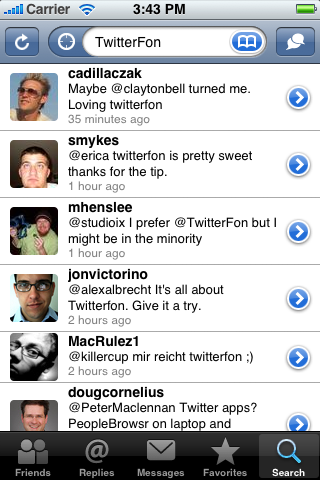 Carrier 3:43 PM
TwitterFon
cadillaczak
Maybe @claytonbell turned me.
Loving twitterfon
35 minutes ago
smykes
@erica twitterfon is pretty sweet
thanks for the tip.
1 hour ago
mhenslee
@studioix I prefer @TwitterFon but I
might be in the minority
1 hour ago
jonvictorino
@alexalbrecht It's all about
Twitterfon. Give it a try.
2 hours ago
MacRulez1
@killercup mir reicht twitterfon ;)
2 hours ago
dougcornelius
@PeterMaclennan Twitter apps?
PeopleBrowsr on laptop and
Friends Replies Messages Favorites Search